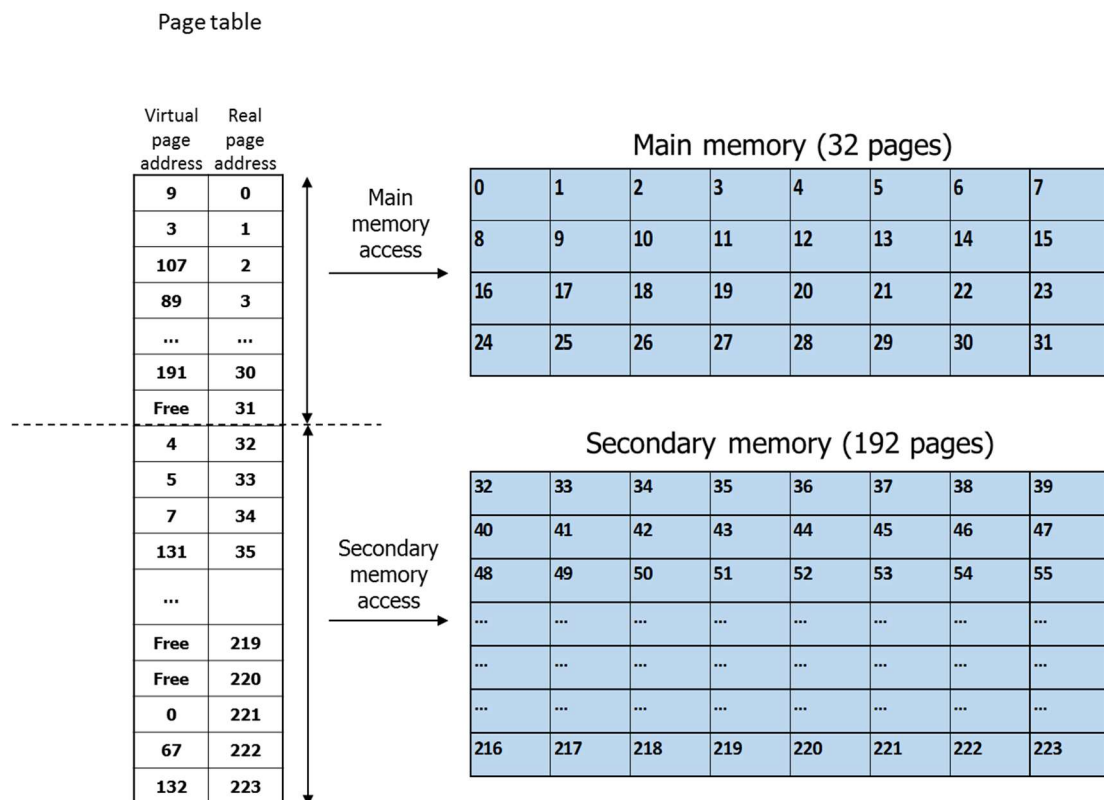 Page table
Virtual page address
Real page address
9 0
3 1
107 2
89 3
... ...
191 30
Free 31
4 32
5 33
7 34
131 35
...
Free 219
Free 220
0 221
67 222
132 223
Main
memory
access
Secondary
memory
access
Main memory (32 pages)
0 1 2 3 4 5 6 7
8 9 10 11 12 13 14 15
16 17 18 19 20 21 22 23
24 25 26 27 28 29 30 31
Secondary memory (192 pages)
32 33 34 35 36 37 38 39
40 41 42 43 44 45 46 47
48 49 50 51 52 53 54 55
... ... ... ... ... ... ... ...
... ... ... ... ... ... ... ...
... ... ... ... ... ... ... ...
216 217 218 219 220 221 222 223